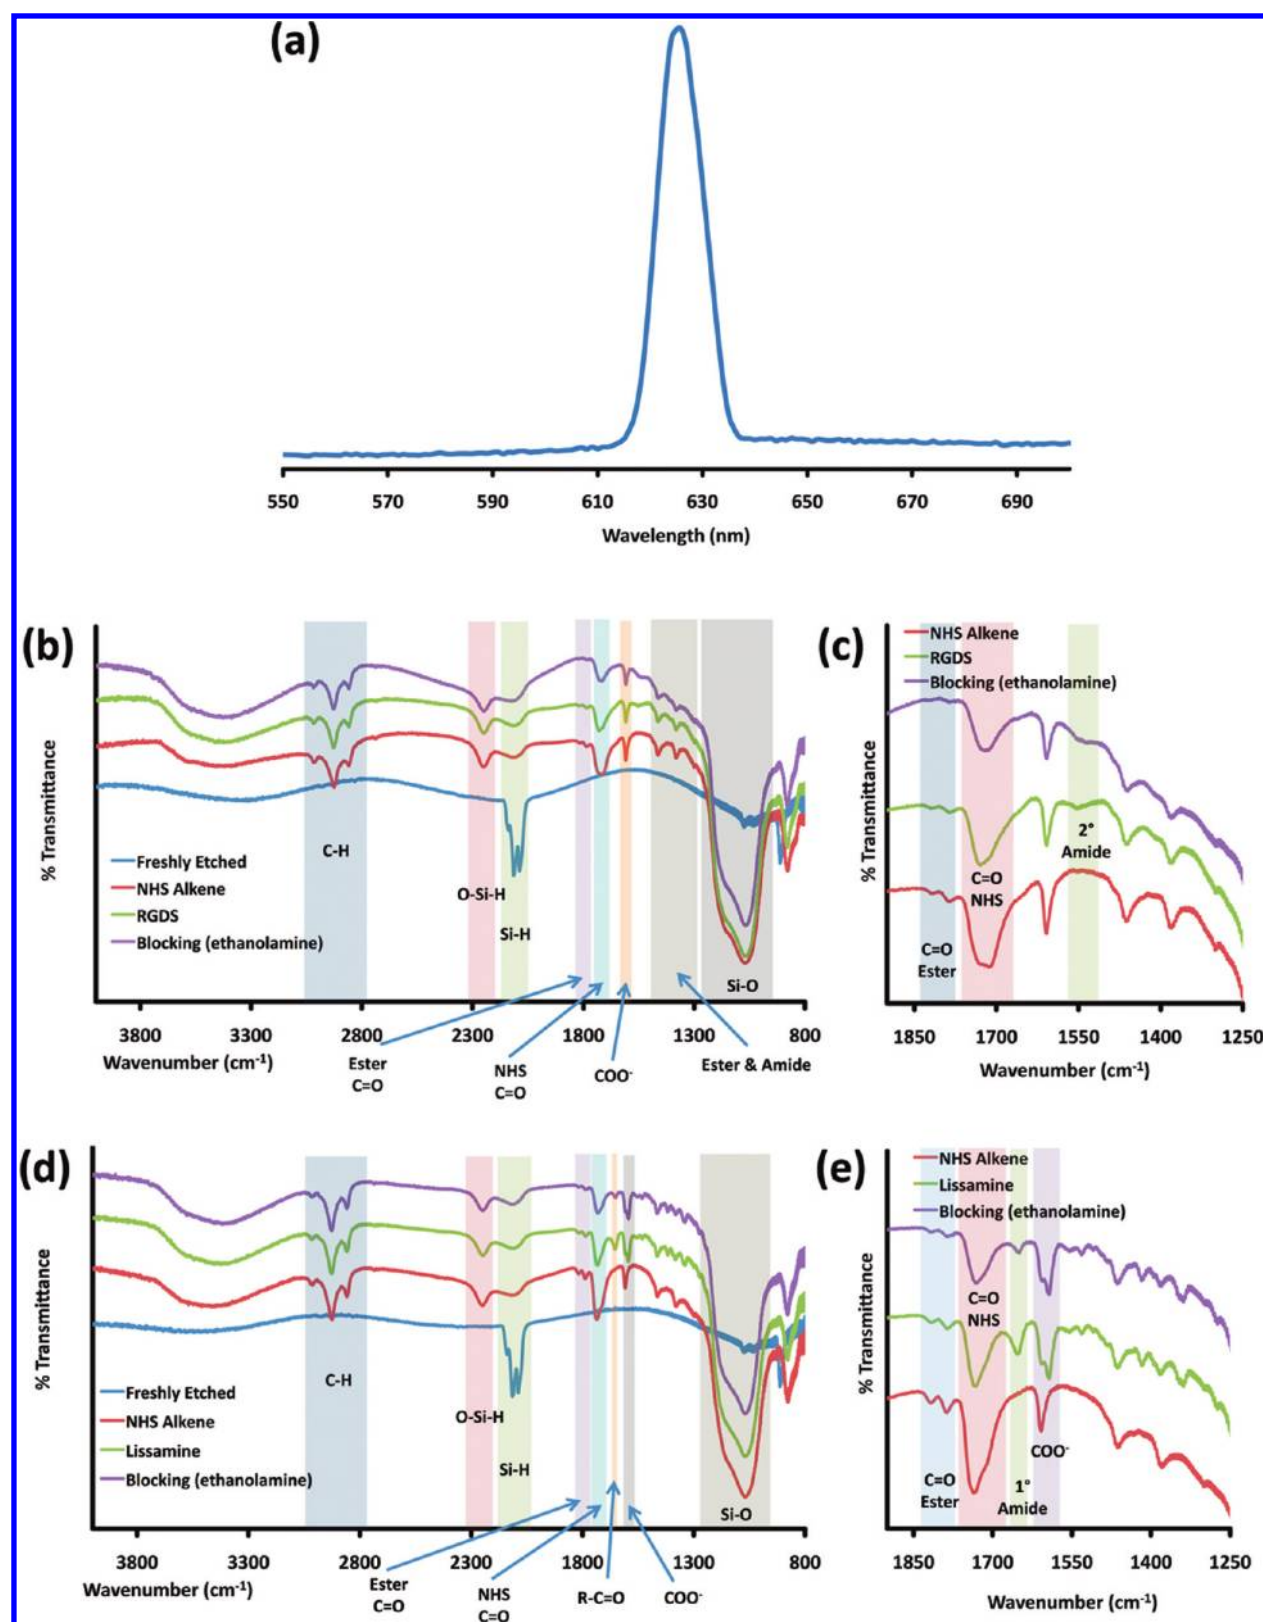 (a)
550 570 590 610 630 650 670 690
Wavelength (nm)
(b)
% Transmittance
C-H
O-Si-H
Si-H
Si-O
Freshly Etched
NHS Alkene
RGDS
Blocking (ethanolamine)
3800 3300 2800 2300 1800 1300 800
Wavenumber (cm-1)
Ester
C=O
NHS
C=O
COO-
Ester & Amide
(c)
NHS Alkene
RGDS
Blocking (ethanolamine)
% Transmittance
2°
Amide
C=O
NHS
C=O
Ester
1850 1700 1550 1400 1250
Wavenumber (cm-1)
(d)
% Transmittance
C-H
O-Si-H
Si-H
Si-O
Freshly Etched
NHS Alkene
Lissamine
Blocking (ethanolamine)
3800 3300 2800 2300 1800 1300 800
Wavenumber (cm-1)
Ester
C=O
NHS
C=O
R-C=O
COO-
(e)
NHS Alkene
Lissamine
Blocking (ethanolamine)
% Transmittance
C=O
NHS
COO-
C=O
Ester
1°
Amide
1850 1700 1550 1400 1250
Wavenumber (cm-1)